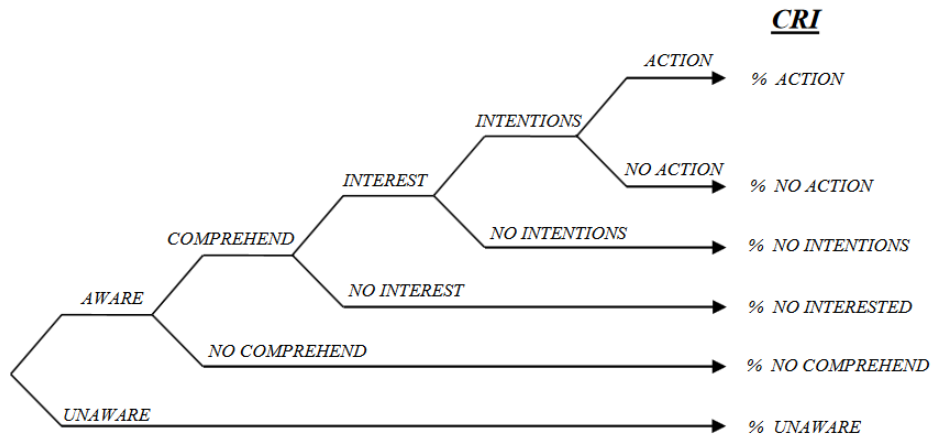 CRI
ACTION
% ACTION
INTENTIONS
NO ACTION
% NO ACTION
INTEREST
NO INTENTIONS
% NO INTENTIONS
COMPREHEND
NO INTEREST
% NO INTERESTED
AWARE
NO COMPREHEND
% NO COMPREHEND
UNAWARE
% UNAWARE